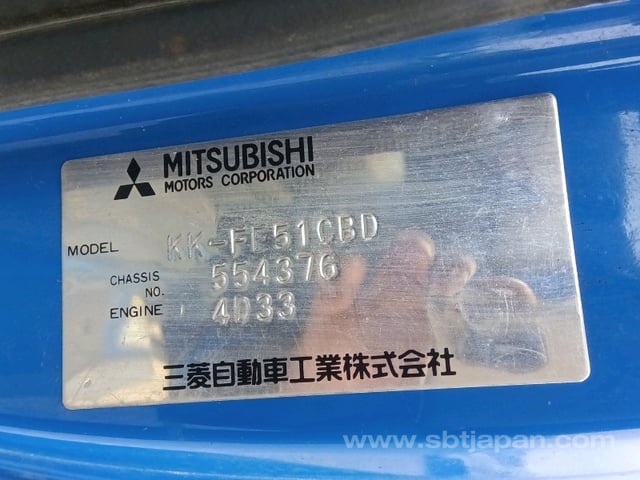 MITSUBISHI
MOTORS CORPORATION
MODEL KK-FE51CBD
CHASSIS NO. 554376
ENGINE 4D33
三菱自動車工業株式会社
www.sbtjapan.com